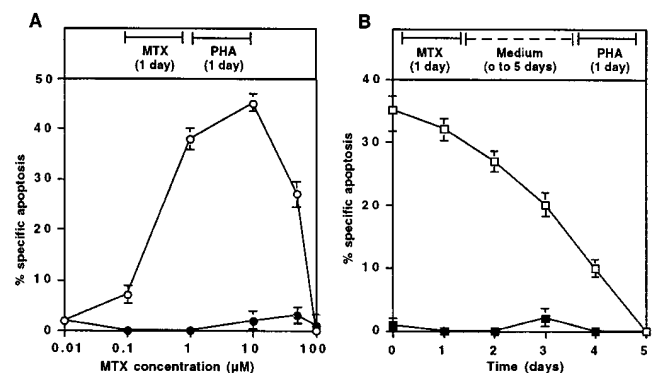 A
MTX
(1 day)
PHA
(1 day)
50
40
30
20
10
0
% specific apoptosis
0.01 0.1 1 10 100
MTX concentration (µM)
B
MTX
(1 day)
Medium
(o to 5 days)
PHA
(1 day)
40
30
20
10
0
% specific apoptosis
0 1 2 3 4 5
Time (days)